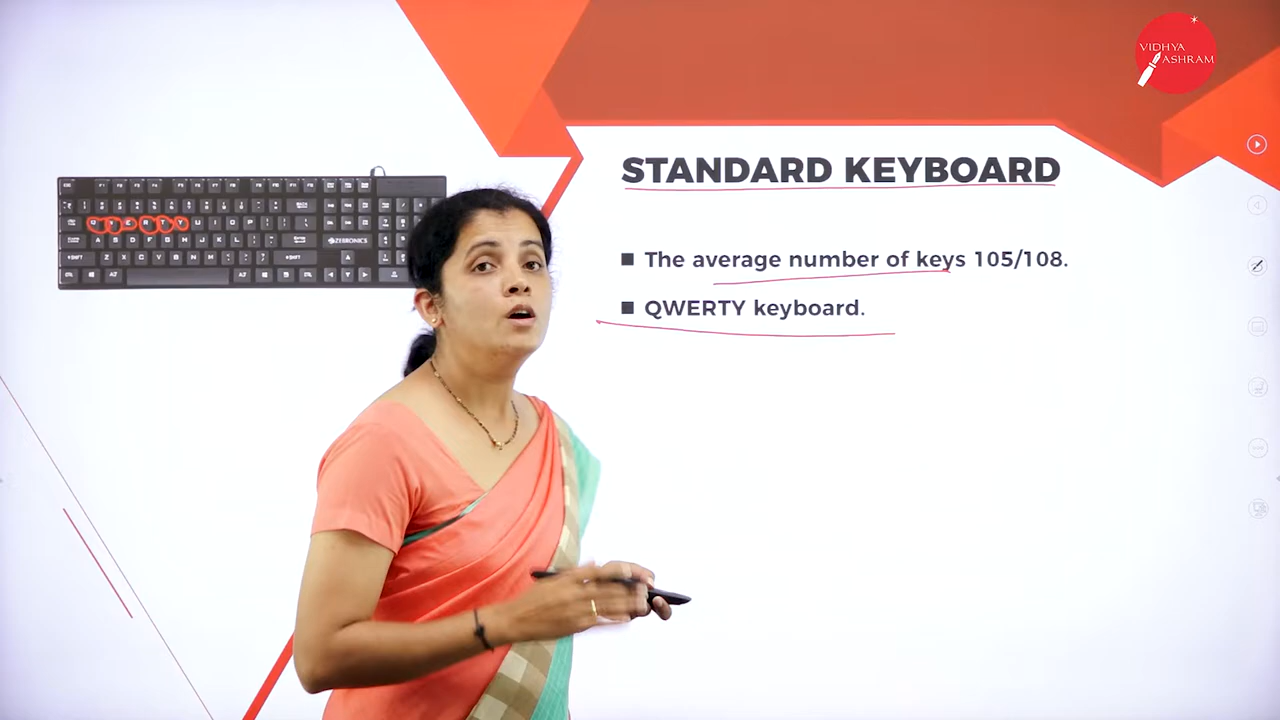 VIDHYA
ASHRAM
STANDARD KEYBOARD
The average number of keys 105/108.
QWERTY keyboard.
ZEBRONICS